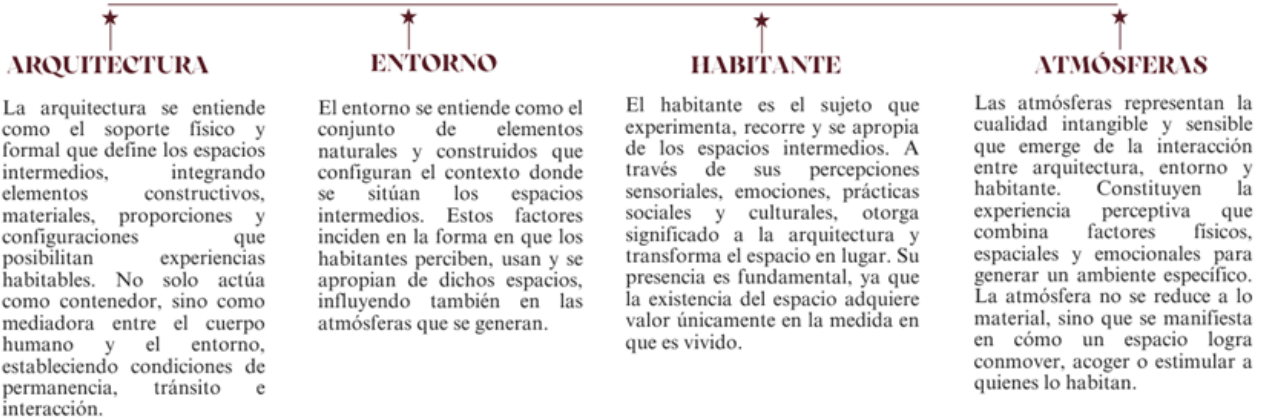 ARQUITECTURA
La arquitectura se entiende
como el soporte físico y
formal que define los espacios
intermedios, integrando
elementos constructivos,
materiales, proporciones y
configuraciones que
posibilitan experiencias
habitables. No solo actúa
como contenedor, sino como
mediadora entre el cuerpo
humano y el entorno,
estableciendo condiciones de
permanencia, tránsito e
interacción.
ENTORNO
El entorno se entiende como el
conjunto de elementos
naturales y construidos que
configuran el contexto donde
se sitúan los espacios
intermedios. Estos factores
inciden en la forma en que los
habitantes perciben, usan y se
apropian de dichos espacios,
influyendo también en las
atmósferas que se generan.
HABITANTE
El habitante es el sujeto que
experimenta, recorre y se apropia
de los espacios intermedios. A
través de sus percepciones
sensoriales, emociones, prácticas
sociales y culturales, otorga
significado a la arquitectura y
transforma el espacio en lugar. Su
presencia es fundamental, ya que
la existencia del espacio adquiere
valor únicamente en la medida en
que es vivido.
ATMÓSFERAS
Las atmósferas representan la
cualidad intangible y sensible
que emerge de la interacción
entre arquitectura, entorno y
habitante. Constituyen la
experiencia perceptiva que
combina factores físicos,
espaciales y emocionales para
generar un ambiente específico.
La atmósfera no se reduce a lo
material, sino que se manifiesta
en cómo un espacio logra
conmover, acoger o estimular a
quienes lo habitan.